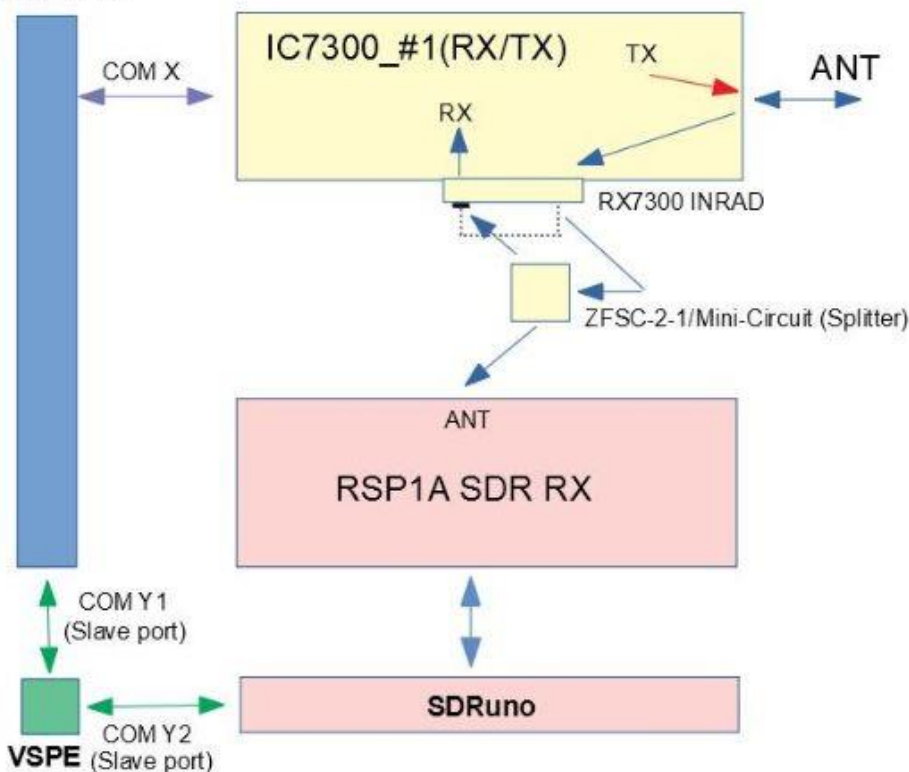 IC7300_#1(RX/TX)
TX
COM X
ANT
RX
RX7300 INRAD
ZFSC-2-1/Mini-Circuit (Splitter)
ANT
RSP1A SDR RX
COM Y1
(Slave port)
SDRuno
COM Y2
VSPE (Slave port)